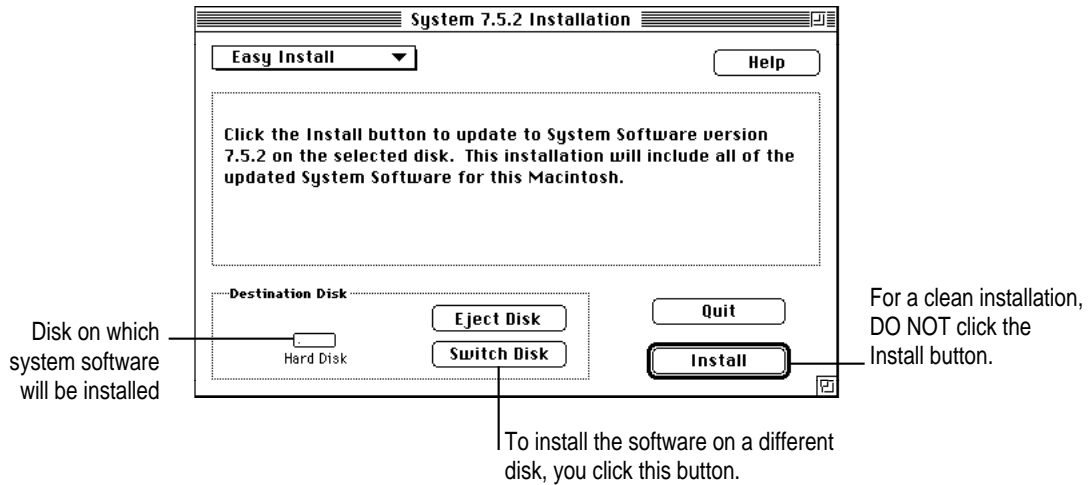 System 7.5.2 Installation
Easy Install
Help
Click the Install button to update to System Software version
7.5.2 on the selected disk. This installation will include all of the
updated System Software for this Macintosh.
Destination Disk
Hard Disk
Eject Disk
Switch Disk
Quit
Install
Disk on which
system software
will be installed
For a clean installation,
DO NOT click the
Install button.
To install the software on a different
disk, you click this button.